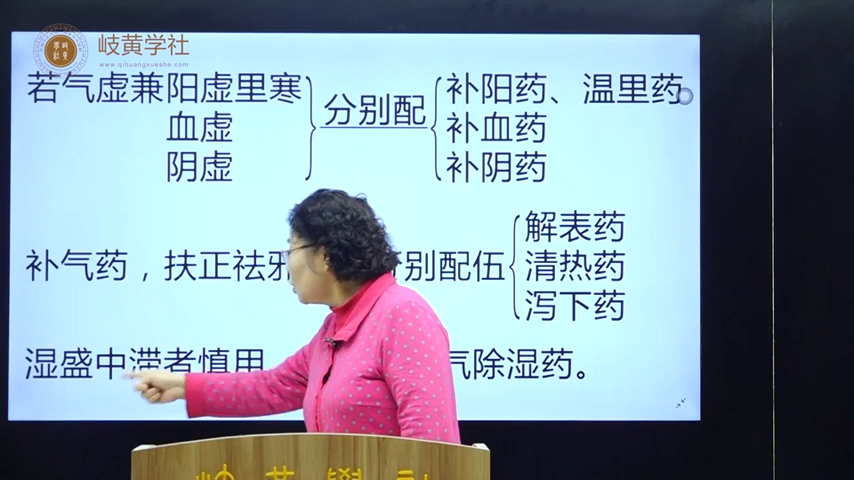 岐黄学社
www.qihuangxueshe.com
若气虚兼阳虚里寒
血虚
阴虚
分别配
补阳药、温里药
补血药
补阴药
补气药，扶正祛邪
别配伍
解表药
清热药
泻下药
湿盛中滞者慎用
气除湿药。